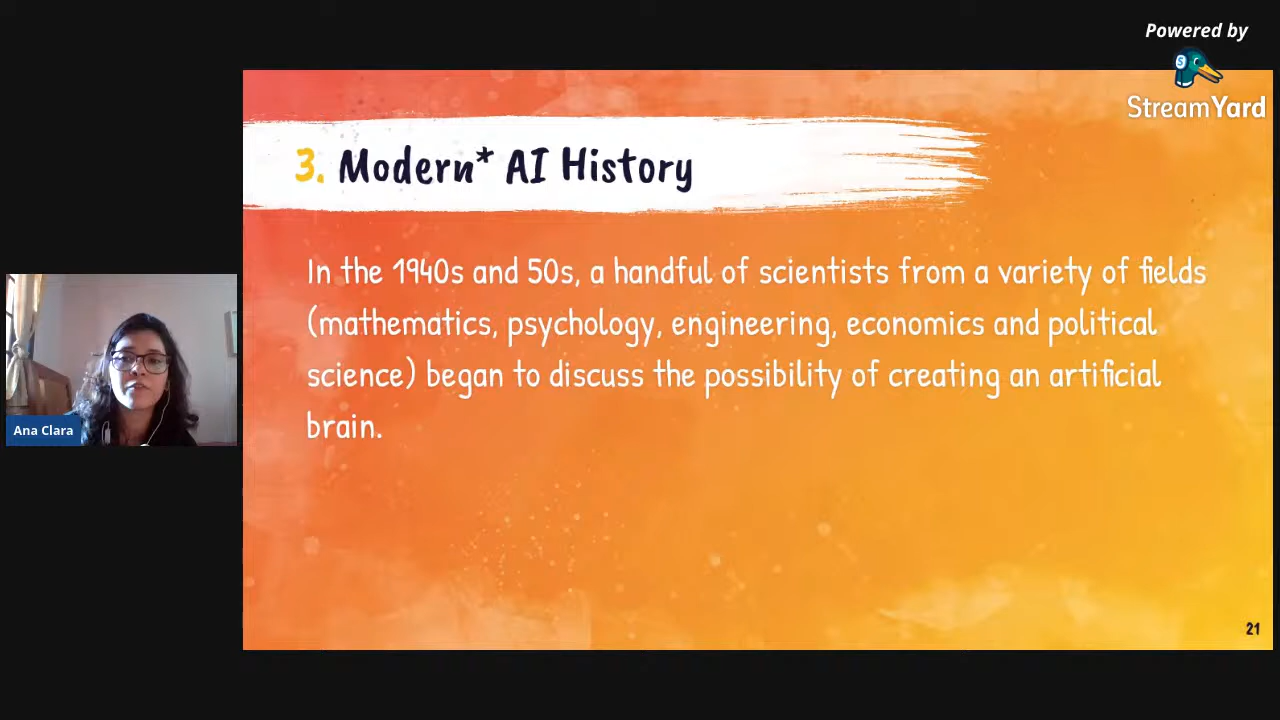 Powered by
StreamYard
3. Modern* AI History
In the 1940s and 50s, a handful of scientists from a variety of fields
(mathematics, psychology, engineering, economics and political
science) began to discuss the possibility of creating an artificial
brain.
Ana Clara
21